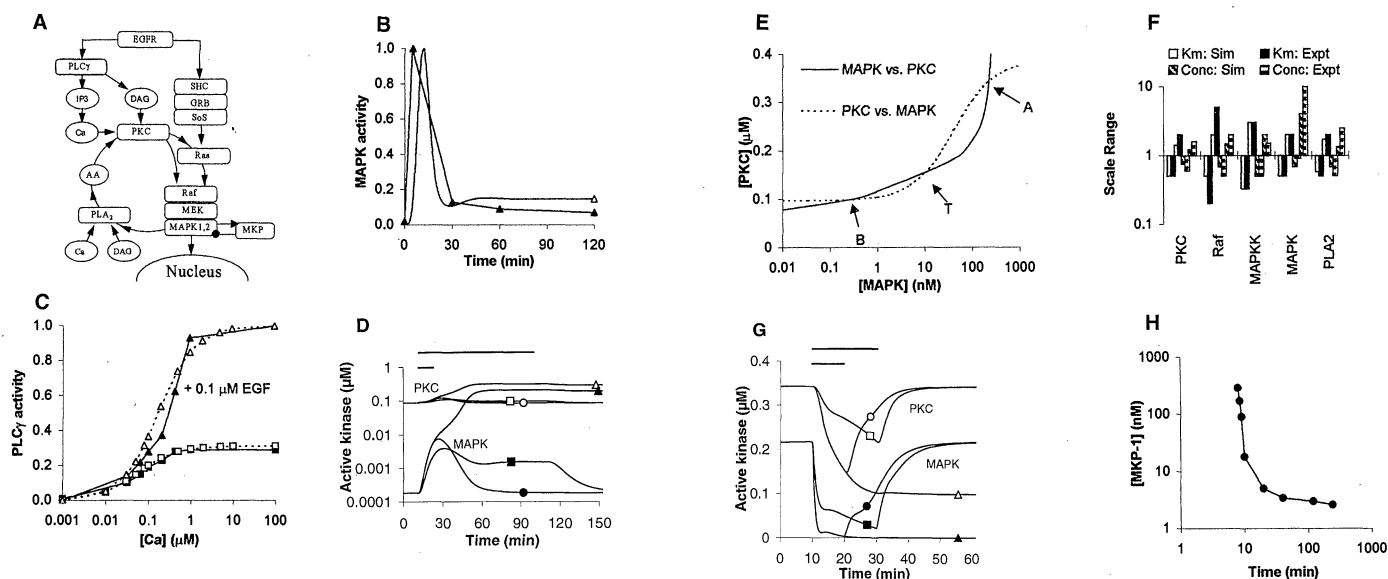 A
EGFR
PLCγ
IP3
DAG
Ca
PKC
AA
PLA2
Ca
DAG
SHC
GRB
SoS
Ras
Raf
MEK
MAPK1,2
MKP
Nucleus
B
MAPK activity
1.0
0.8
0.6
0.4
0.2
0.0
0 30 60 90 120
Time (min)
C
PLCγ activity
1.0
0.8
0.6
0.4
0.2
0.0
+ 0.1 μM EGF
0.001 0.01 0.1 1 10 100
[Ca] (μM)
D
Active kinase (μM)
1
0.1
0.01
0.001
0.0001
PKC
MAPK
0 30 60 90 120 150
Time (min)
E
[PKC] (μM)
0.4
0.3
0.2
0.1
0
MAPK vs. PKC
PKC vs. MAPK
A
T
B
0.01 0.1 1 10 100 1000
[MAPK] (nM)
F
Km: Sim Km: Expt
Conc: Sim Conc: Expt
Scale Range
10
1
0.1
PKC
Raf
MAPKK
MAPK
PLA2
G
Active kinase (μM)
0.4
0.3
0.2
0.1
0
PKC
MAPK
0 10 20 30 40 50 61
Time (min)
H
[MKP-1] (nM)
1000
100
10
1
1 10 100 1000
Time (min)